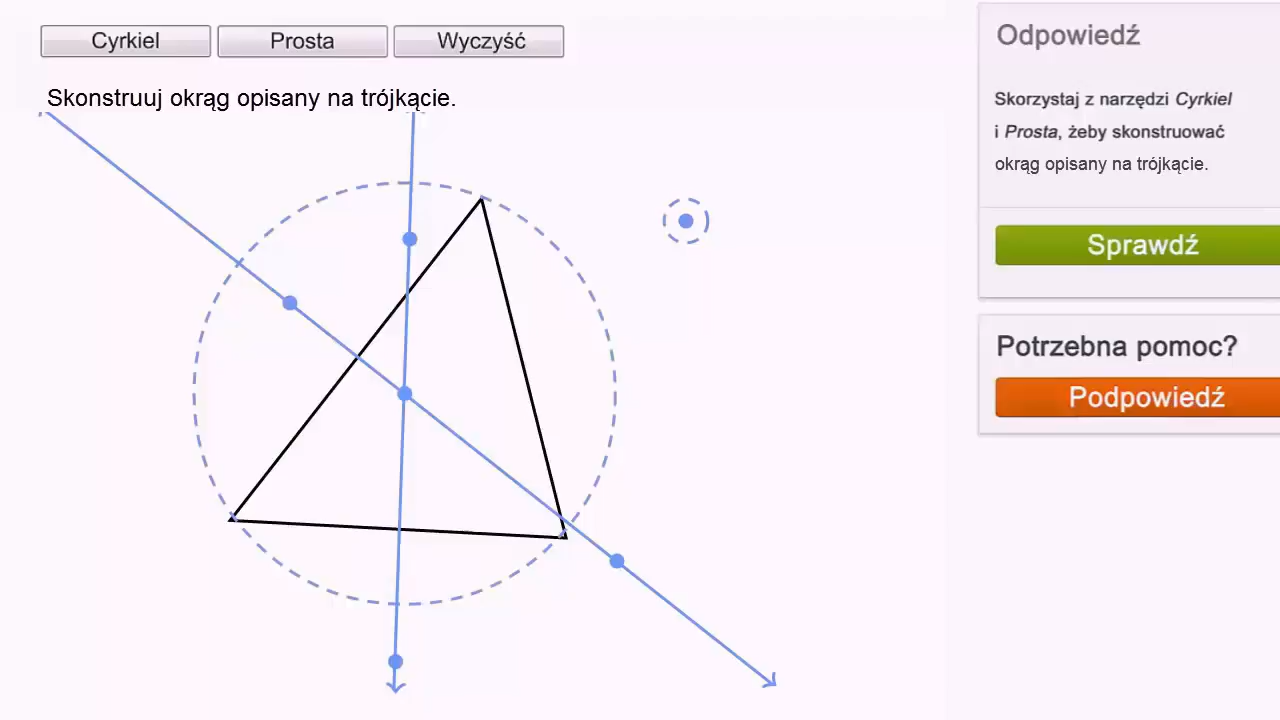 Cyrkiel
Prosta
Wyczyść
Skonstruuj okrąg opisany na trójkącie.
Odpowiedź
Skorzystaj z narzędzi Cyrkiel
i Prosta, żeby skonstruować
okrąg opisany na trójkącie.
Sprawdź
Potrzebna pomoc?
Podpowiedź